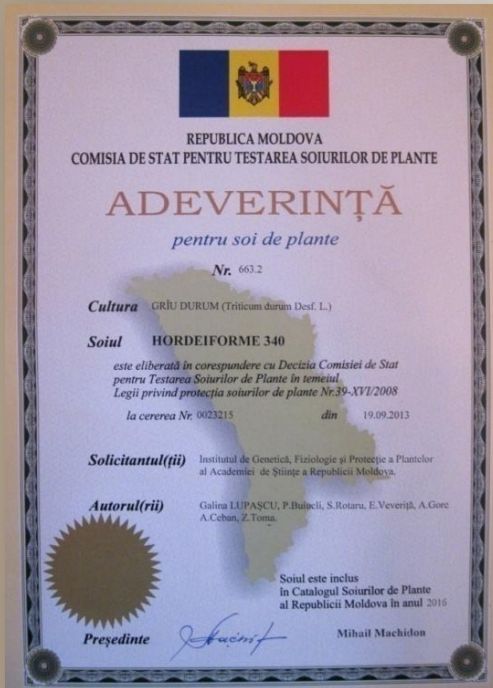 REPUBLICA MOLDOVA
COMISIA DE STAT PENTRU TESTAREA SOIURILOR DE PLANTE
ADEVERINȚĂ
pentru soi de plante
Nr. 663.2
Cultura GRÎU DURUM (Triticum durum Desf. L.)
Soiul HORDEIFORME 340
este eliberată în corespundere cu Decizia Comisiei de Stat
pentru Testarea Soiurilor de Plante în temeiul
Legii privind protecția soiurilor de plante Nr.39-XVI/2008
la cererea Nr. 0023215 din 19.09.2013
Solicitantul(ții) Institutul de Genetică, Fiziologie și Protecție a Plantelor
al Academiei de Științe a Republicii Moldova.
Autorul(rii) Galina LUPAȘCU, S.Rotaru, E.Veveriță, A.Gore
A.Ceban, Z.Toma.
Soiul este inclus
în Catalogul Soiurilor de Plante
al Republicii Moldova în anul 2016
Președinte Mihail Machidon